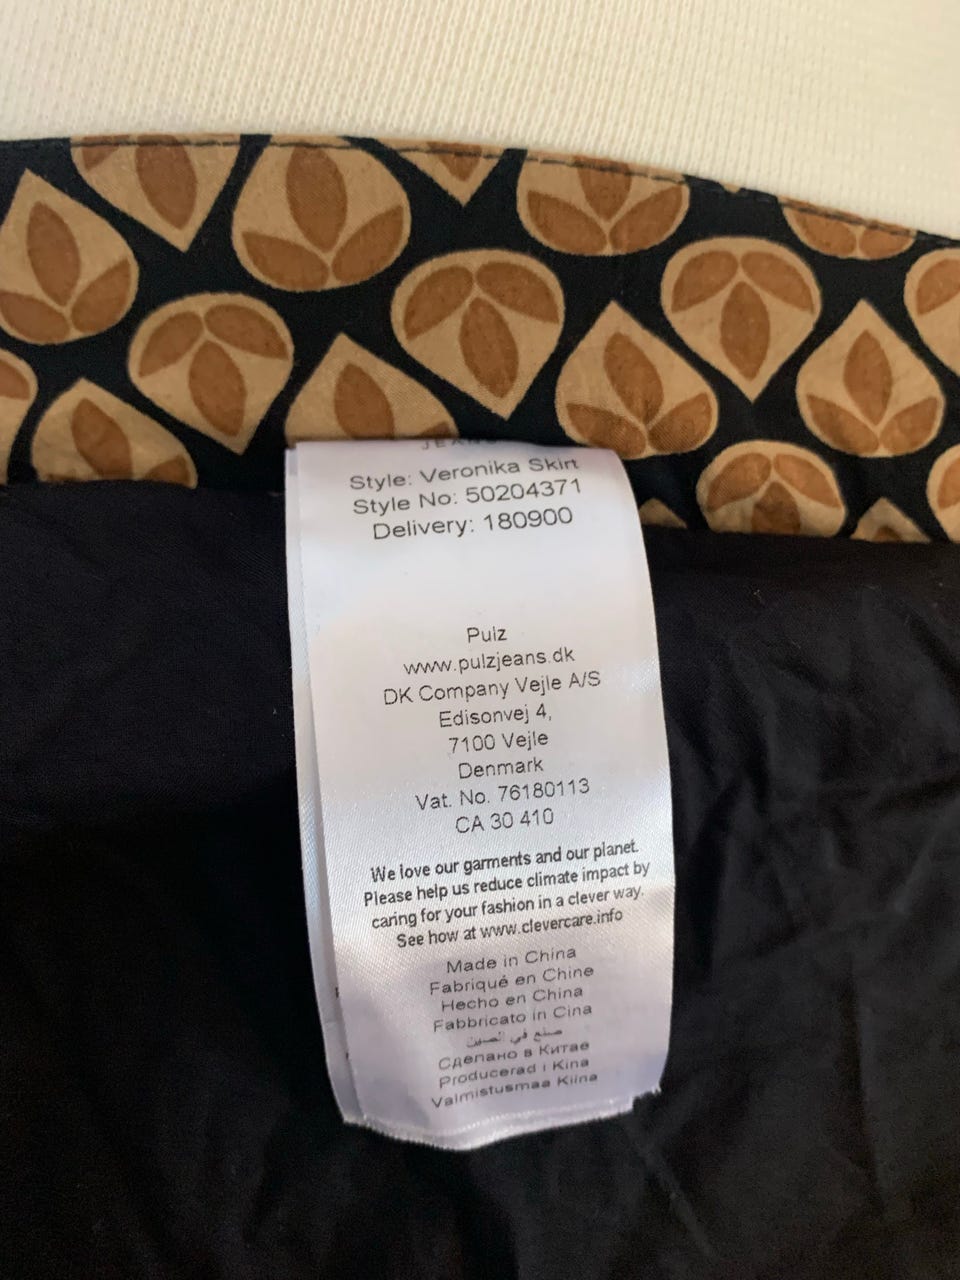 JEANS
Style: Veronika Skirt
Style No: 50204371
Delivery: 180900
Pulz
www.pulzjeans.dk
DK Company Vejle A/S
Edisonvej 4,
7100 Vejle
Denmark
Vat. No. 76180113
CA 30 410
We love our garments and our planet.
Please help us reduce climate impact by
caring for your fashion in a clever way.
See how at www.clevercare.info
Made in China
Fabriqué en Chine
Hecho en China
Fabbricato in Cina
صنع في الصين
Сделано в Китае
Producerad i Kina
Valmistusmaa Kiina